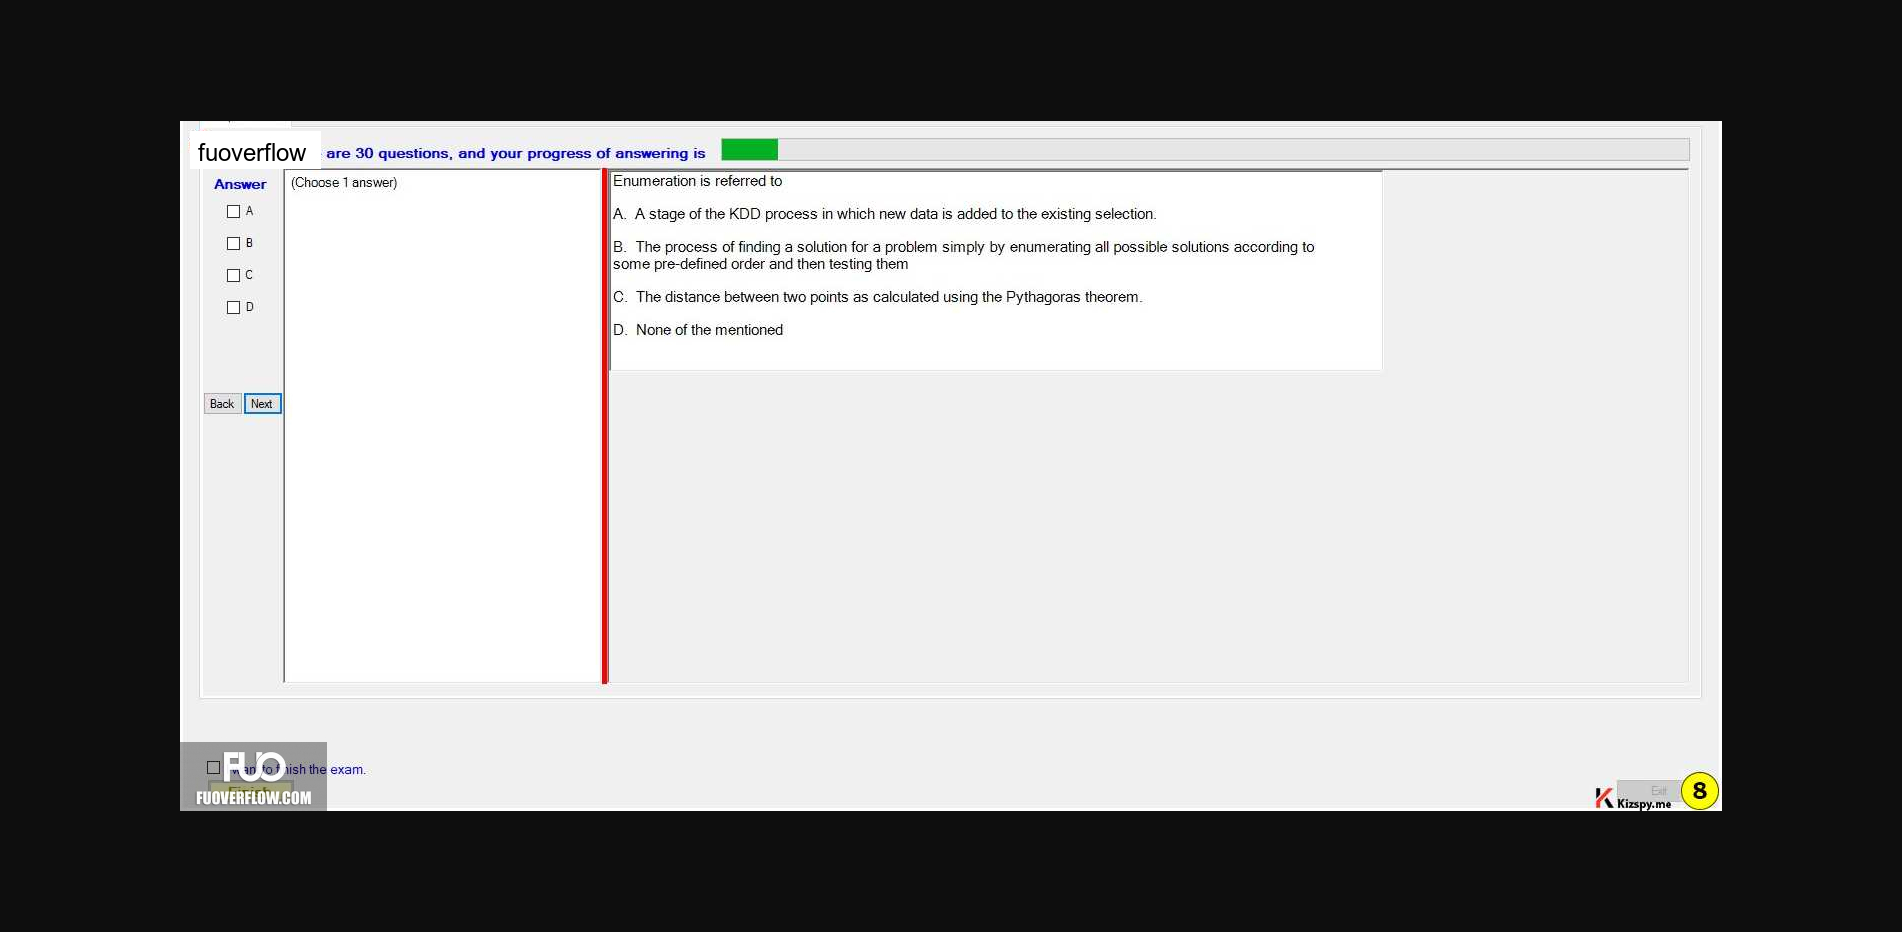 fuoverflow are 30 questions, and your progress of answering is
Answer
(Choose 1 answer)
A
B
C
D
Back Next
Enumeration is referred to
A. A stage of the KDD process in which new data is added to the existing selection.
B. The process of finding a solution for a problem simply by enumerating all possible solutions according to
some pre-defined order and then testing them
C. The distance between two points as calculated using the Pythagoras theorem.
D. None of the mentioned
FUO
want to finish the exam.
Finish
FUOVERFLOW.COM
Exit
Kizspy.me
8